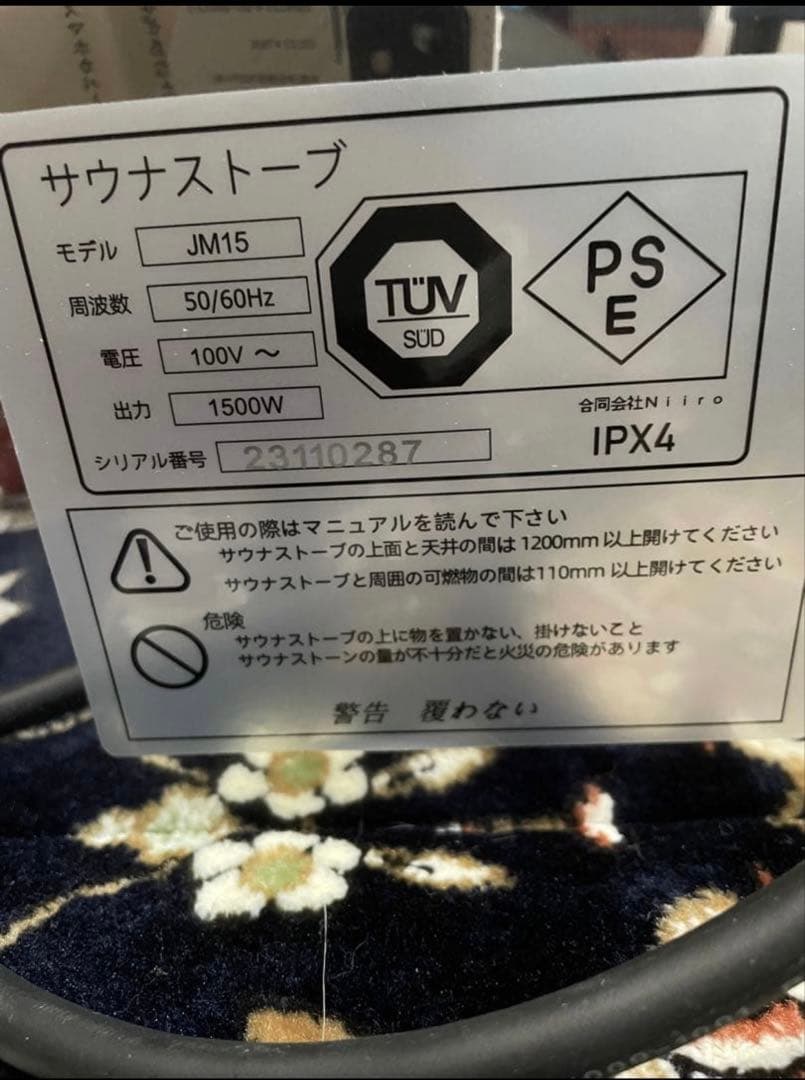 サウナストーブ
モデル JM15
周波数 50/60Hz
電圧 100V ～
出力 1500W
シリアル番号 23110287
TÜV
SÜD
PS
E
合同会社Niiro
IPX4
ご使用の際はマニュアルを読んで下さい
サウナストーブの上面と天井の間は1200mm以上開けてください
サウナストーブと周囲の可燃物の間は110mm以上開けてください
危険
サウナストーブの上に物を置かない、掛けないこと
サウナストーンの量が不十分だと火災の危険があります
警告 覆わない